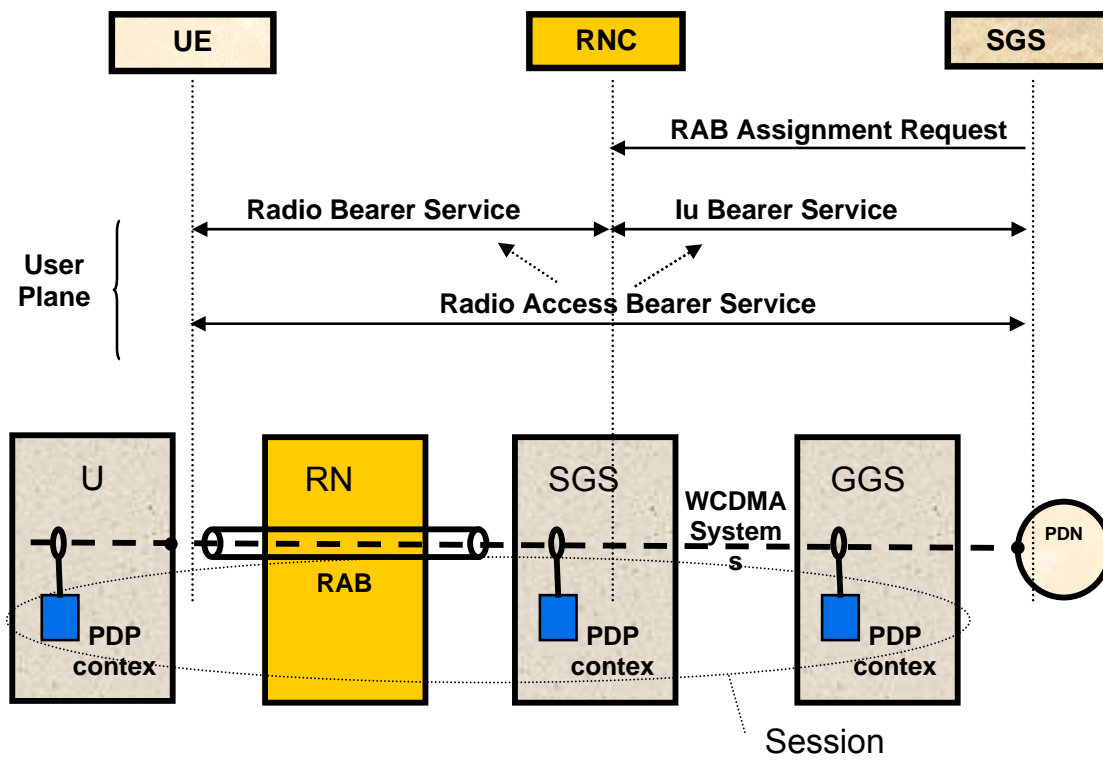 UE
RNC
SGS
RAB Assignment Request
Radio Bearer Service
Iu Bearer Service
User
Plane
Radio Access Bearer Service
U
RN
SGS
GGS
WCDMA
System
s
PDN
RAB
PDP
contex
PDP
contex
PDP
contex
Session